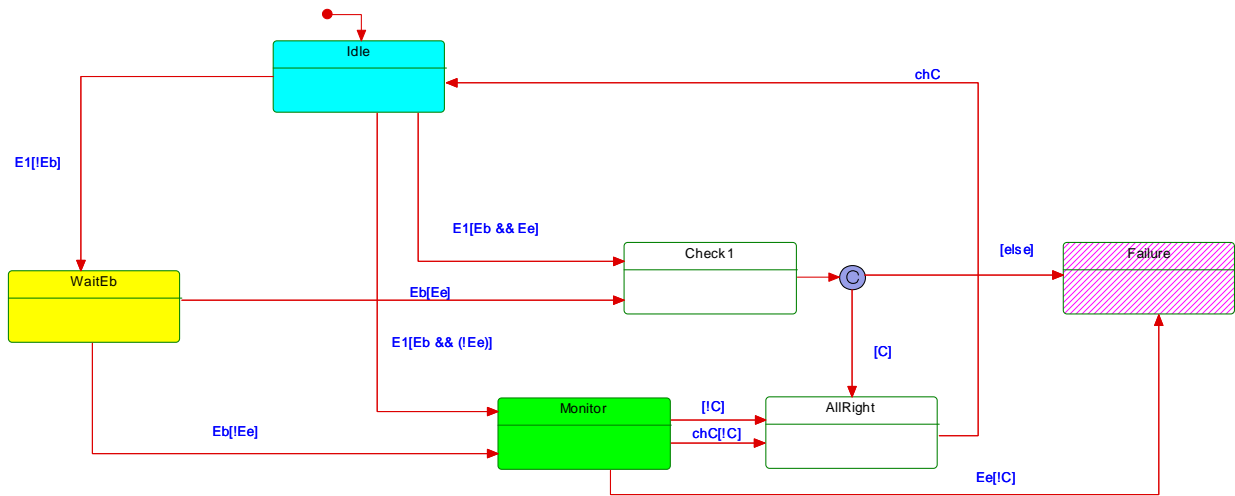 Idle
chC
E1[!Eb]
E1[Eb && Ee]
Check1
C
[else]
Failure
WaitEb
Eb[Ee]
E1[Eb && (!Ee)]
[C]
Monitor
[!C]
AllRight
Eb[!Ee]
chC[!C]
Ee[!C]